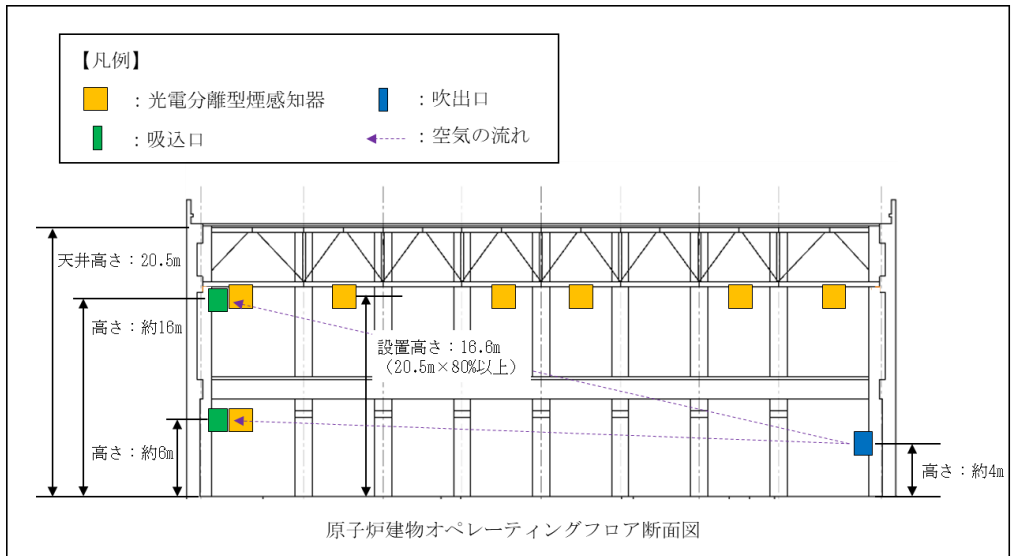 【凡例】
：光電分離型煙感知器
：吹出口
：吸込口
：空気の流れ
天井高さ：20.5m
高さ：約16m
設置高さ：16.6m
（20.5m×80%以上）
高さ：約6m
高さ：約4m
原子炉建物オペレーティングフロア断面図